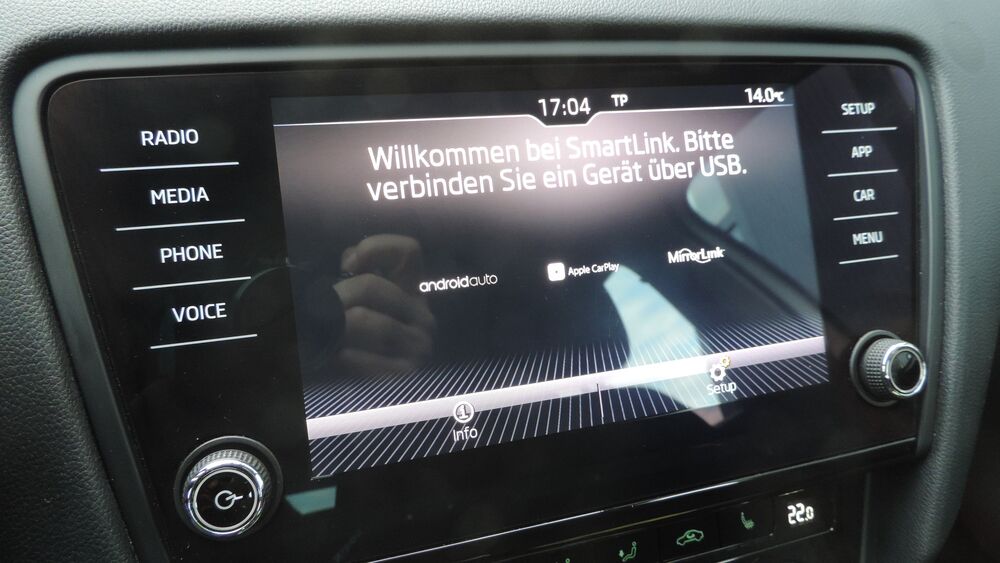 17:04 TP 14.0°C
Willkommen bei SmartLink. Bitte
verbinden Sie ein Gerät über USB.
androidauto
Apple CarPlay
MirrorLink
Info
Setup
RADIO
MEDIA
PHONE
VOICE
SETUP
APP
CAR
MENU
22.0